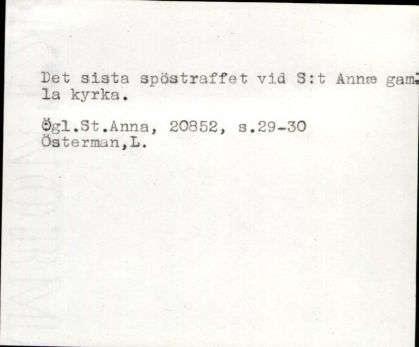 Det sista spöstraffet vid S:t Annæ gam-
la kyrka.
Ögl.St.Anna, 20852, s.29-30
Österman,L.